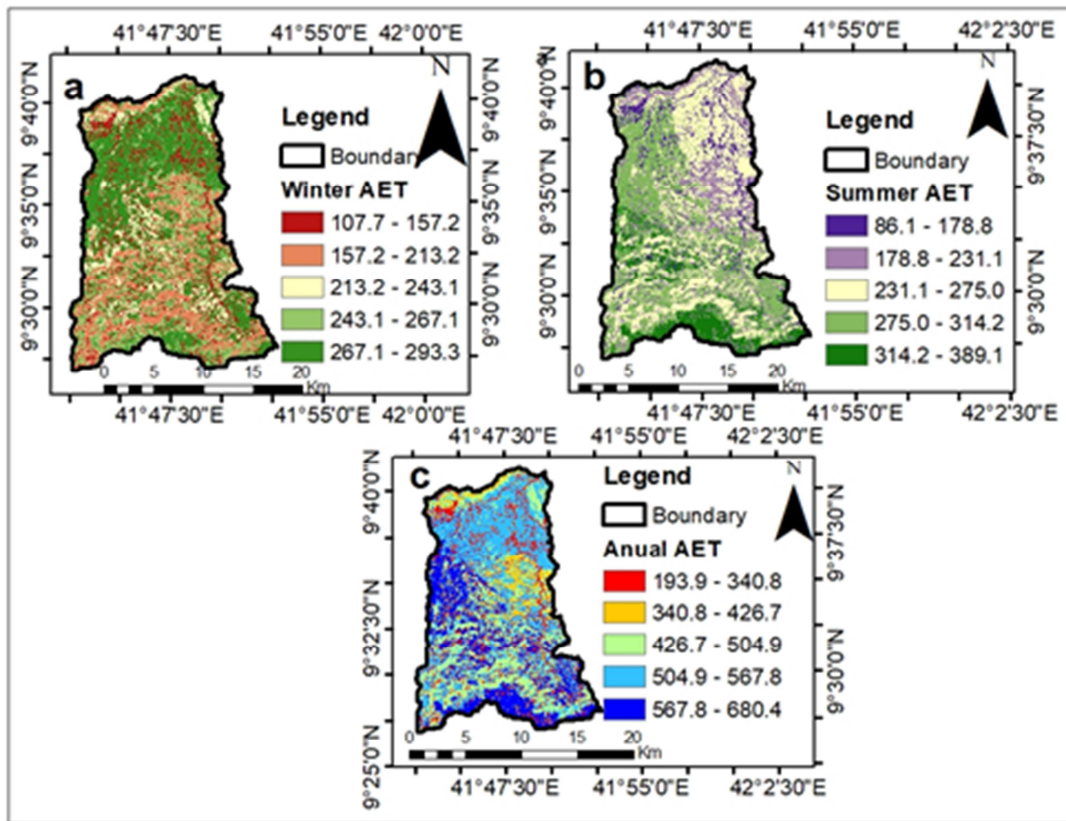 41°47'30"E 41°55'0"E 42°0'0"E
a
N
Legend
Boundary
Winter AET
107.7 - 157.2
157.2 - 213.2
213.2 - 243.1
243.1 - 267.1
267.1 - 293.3
9°40'0"N
9°35'0"N
9°30'0"N
9°40'0"N
9°35'0"N
9°30'0"N
0 5 10 15 20
Km
41°47'30"E 41°55'0"E 42°0'0"E
41°47'30"E 41°55'0"E 42°2'30"E
b
N
Legend
Boundary
Summer AET
86.1 - 178.8
178.8 - 231.1
231.1 - 275.0
275.0 - 314.2
314.2 - 389.1
9°40'0"N
9°35'0"N
9°30'0"N
9°37'30"N
9°30'0"N
0 5 10 15 20
Km
41°47'30"E 41°55'0"E 42°2'30"E
41°47'30"E 41°55'0"E 42°2'30"E
c
N
Legend
Boundary
Anual AET
193.9 - 340.8
340.8 - 426.7
426.7 - 504.9
504.9 - 567.8
567.8 - 680.4
9°40'0"N
9°32'30"N
9°25'0"N
9°37'30"N
9°30'0"N
0 5 10 15 20
Km
41°47'30"E 41°55'0"E 42°2'30"E